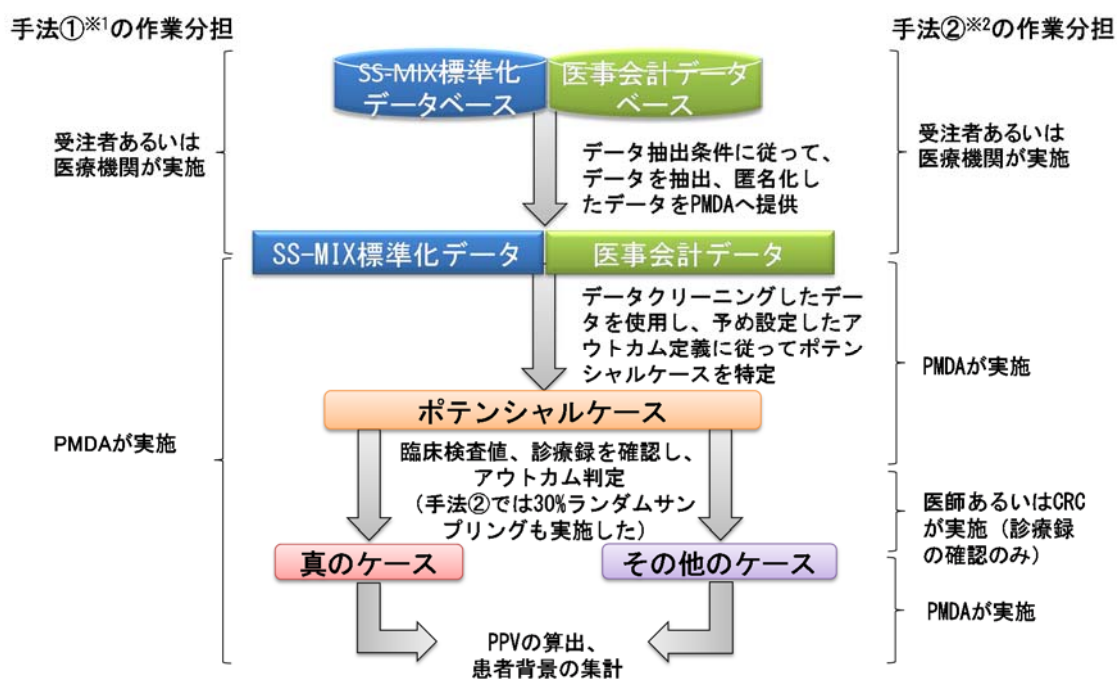 手法①※1の作業分担
手法②※2の作業分担
SS-MIX標準化
データベース
医事会計データ
ベース
受注者あるいは
医療機関が実施
データ抽出条件に従って、
データを抽出、匿名化し
たデータをPMDAへ提供
受注者あるいは
医療機関が実施
SS-MIX標準化データ
医事会計データ
データクリーニングしたデー
タを使用し、予め設定したア
ウトカム定義に従ってポテン
シャルケースを特定
PMDAが実施
ポテンシャルケース
PMDAが実施
臨床検査値、診療録を確認し、
アウトカム判定
（手法②では30%ランダムサン
プリングも実施した）
医師あるいはCRC
が実施（診療録
の確認のみ）
真のケース
その他のケース
PMDAが実施
PPVの算出、
患者背景の集計